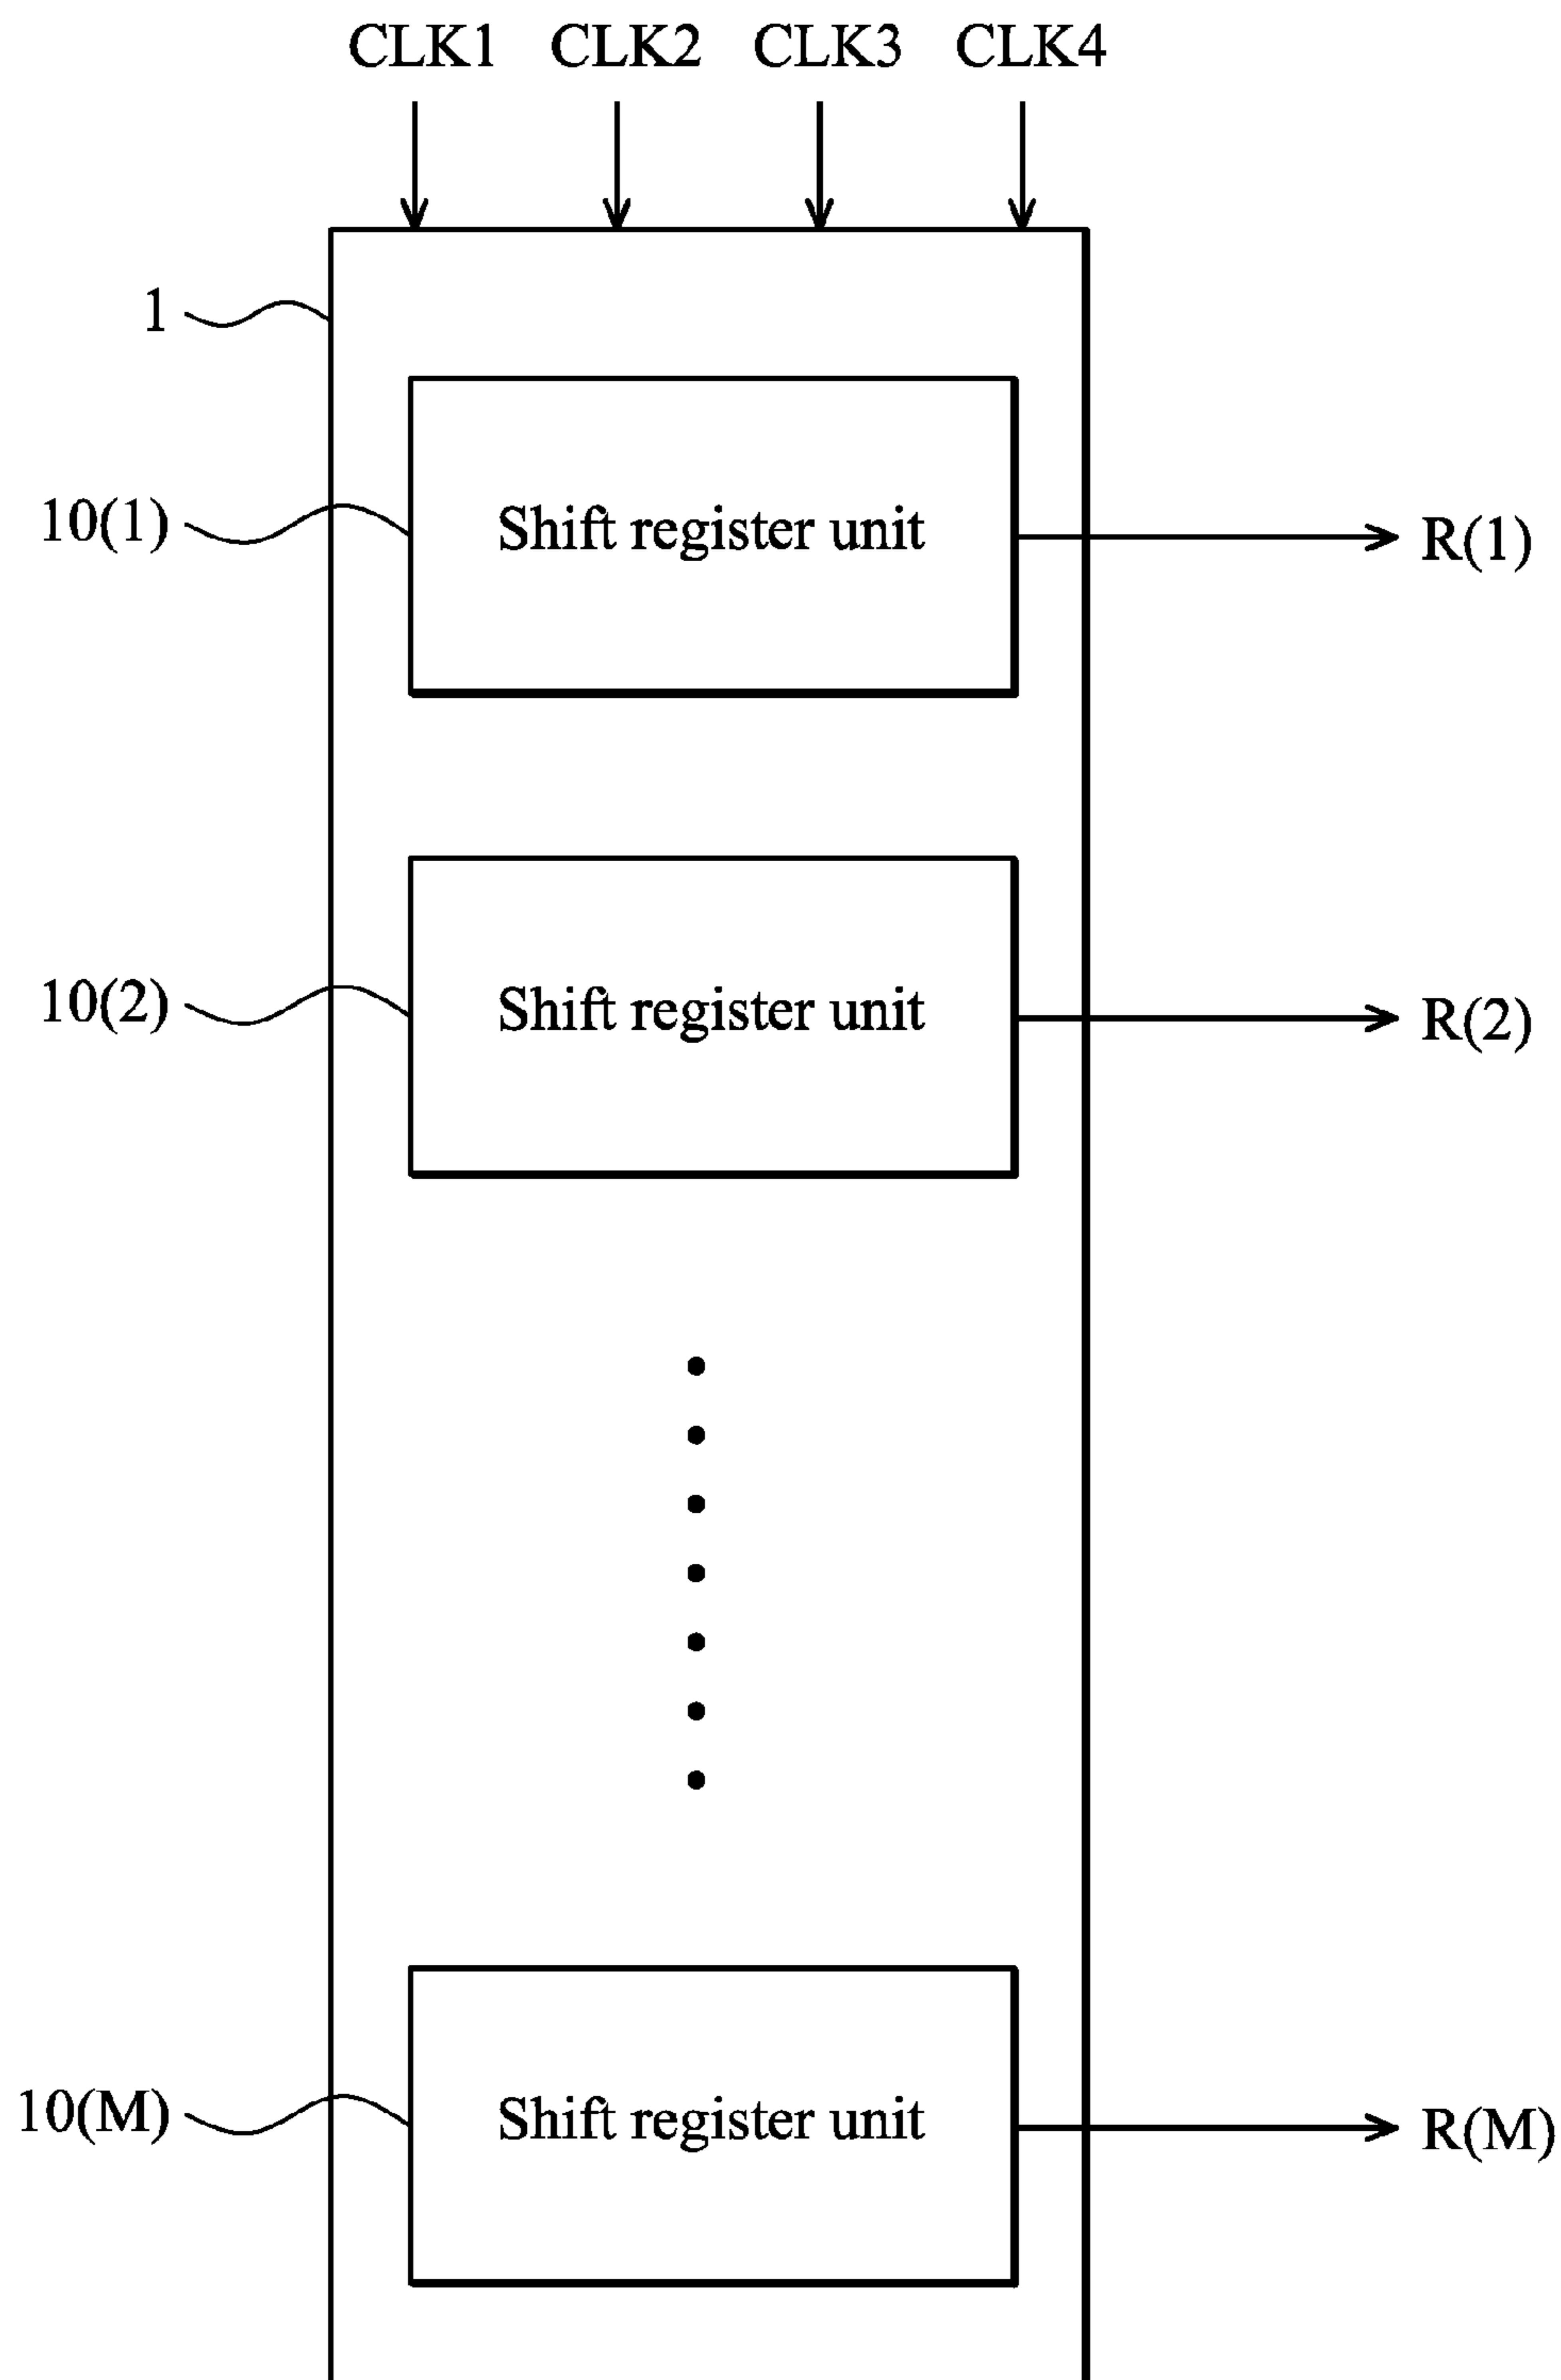 CLK1 CLK2 CLK3 CLK4
1
10(1) Shift register unit R(1)
10(2) Shift register unit R(2)
10(M) Shift register unit R(M)